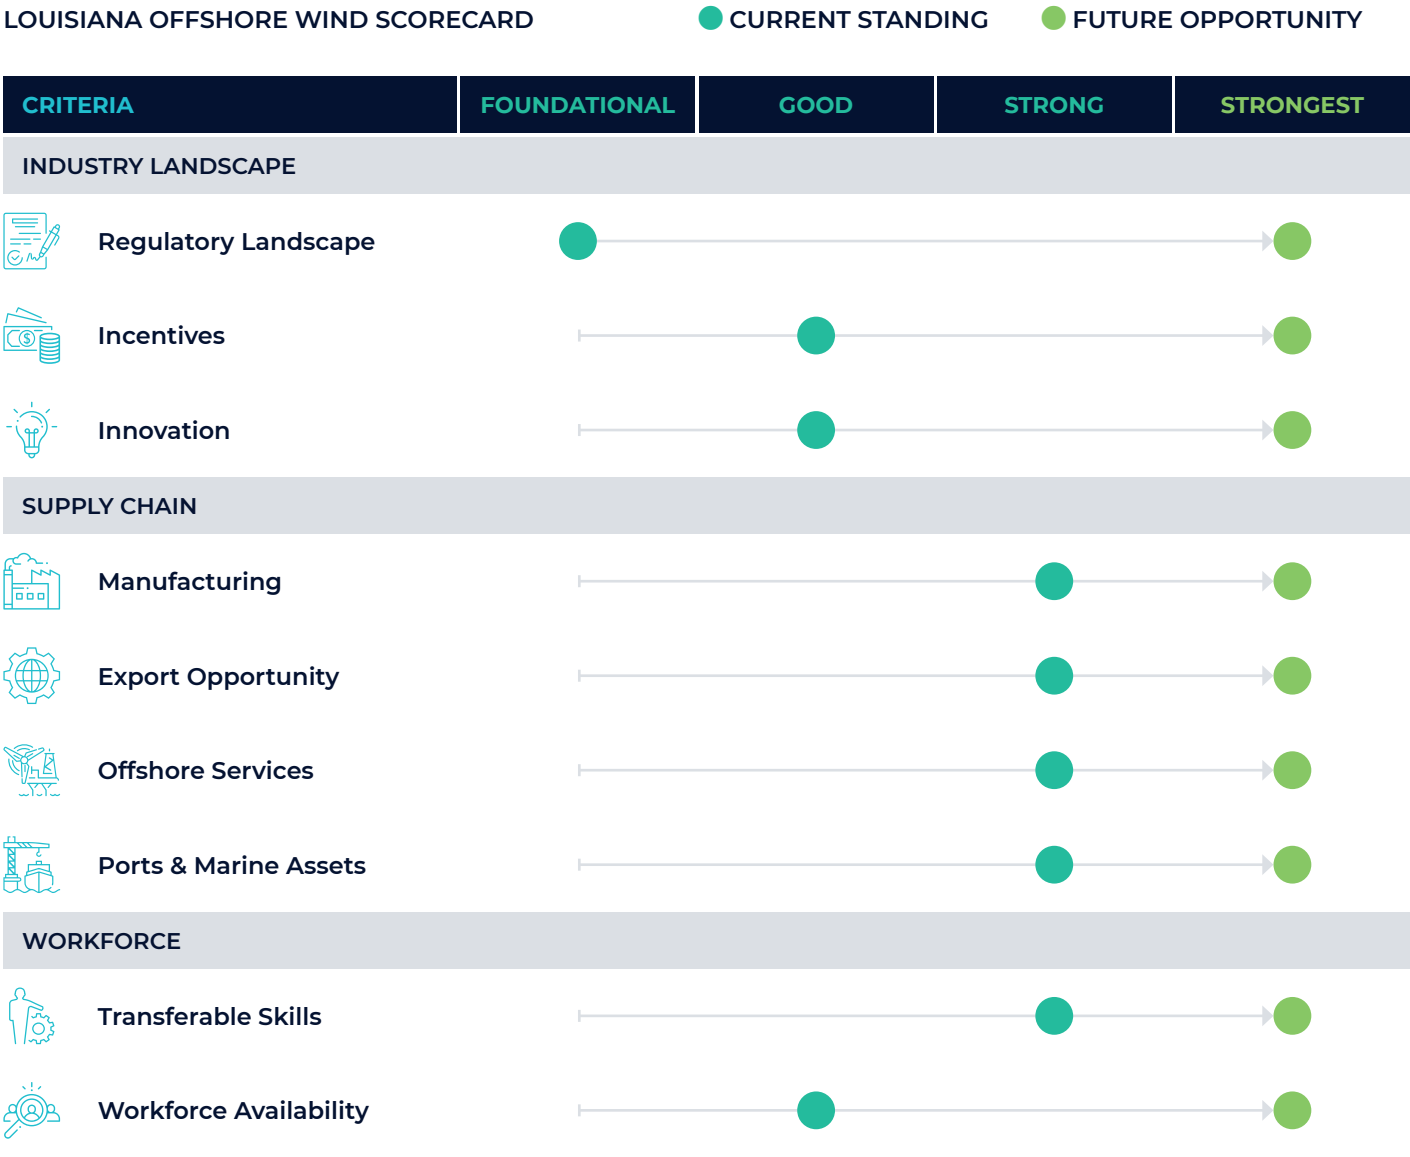 LOUISIANA OFFSHORE WIND SCORECARD CURRENT STANDING FUTURE OPPORTUNITY
CRITERIA FOUNDATIONAL GOOD STRONG STRONGEST
INDUSTRY LANDSCAPE
Regulatory Landscape
Incentives
Innovation
SUPPLY CHAIN
Manufacturing
Export Opportunity
Offshore Services
Ports & Marine Assets
WORKFORCE
Transferable Skills
Workforce Availability